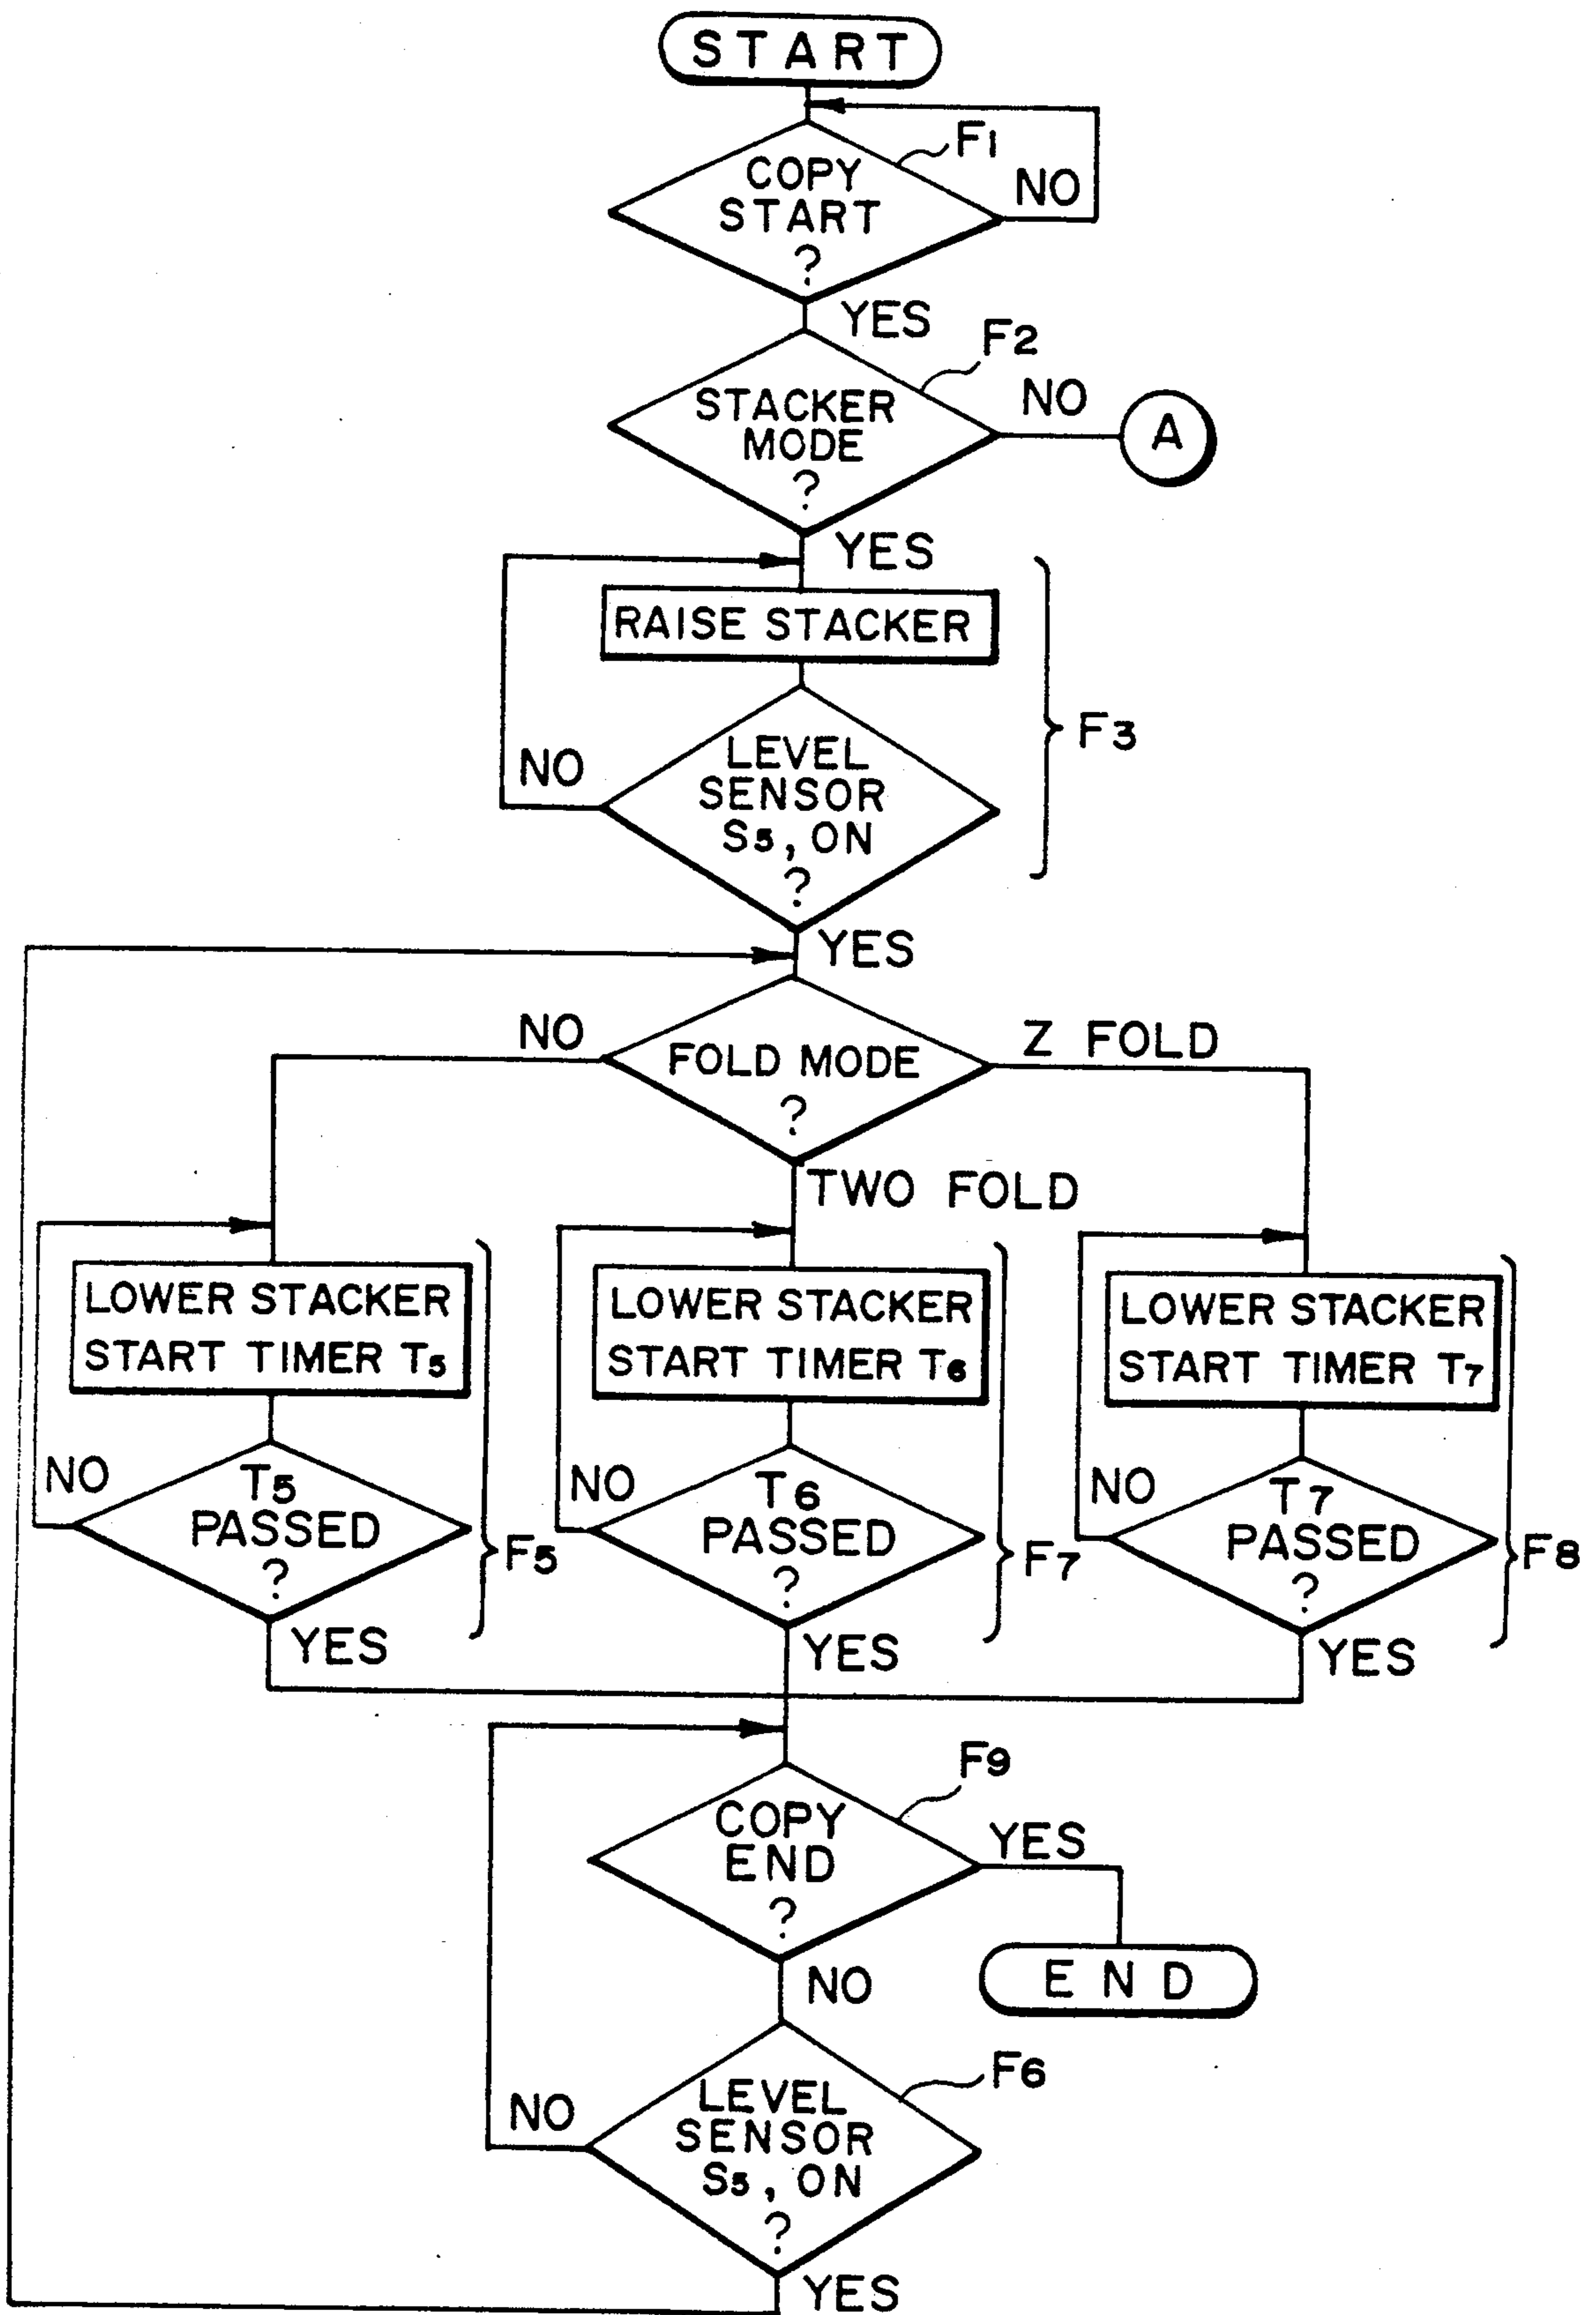 START
F1
COPY
START
?
NO
YES
F2
STACKER
MODE
?
NO
A
YES
RAISE STACKER
F3
LEVEL
SENSOR
S5, ON
?
NO
YES
FOLD MODE
?
NO
Z FOLD
TWO FOLD
LOWER STACKER
START TIMER T5
LOWER STACKER
START TIMER T6
LOWER STACKER
START TIMER T7
NO
T5
PASSED
?
F5
YES
NO
T6
PASSED
?
F7
YES
NO
T7
PASSED
?
F8
YES
F9
COPY
END
?
YES
END
NO
F6
LEVEL
SENSOR
S5, ON
?
NO
YES